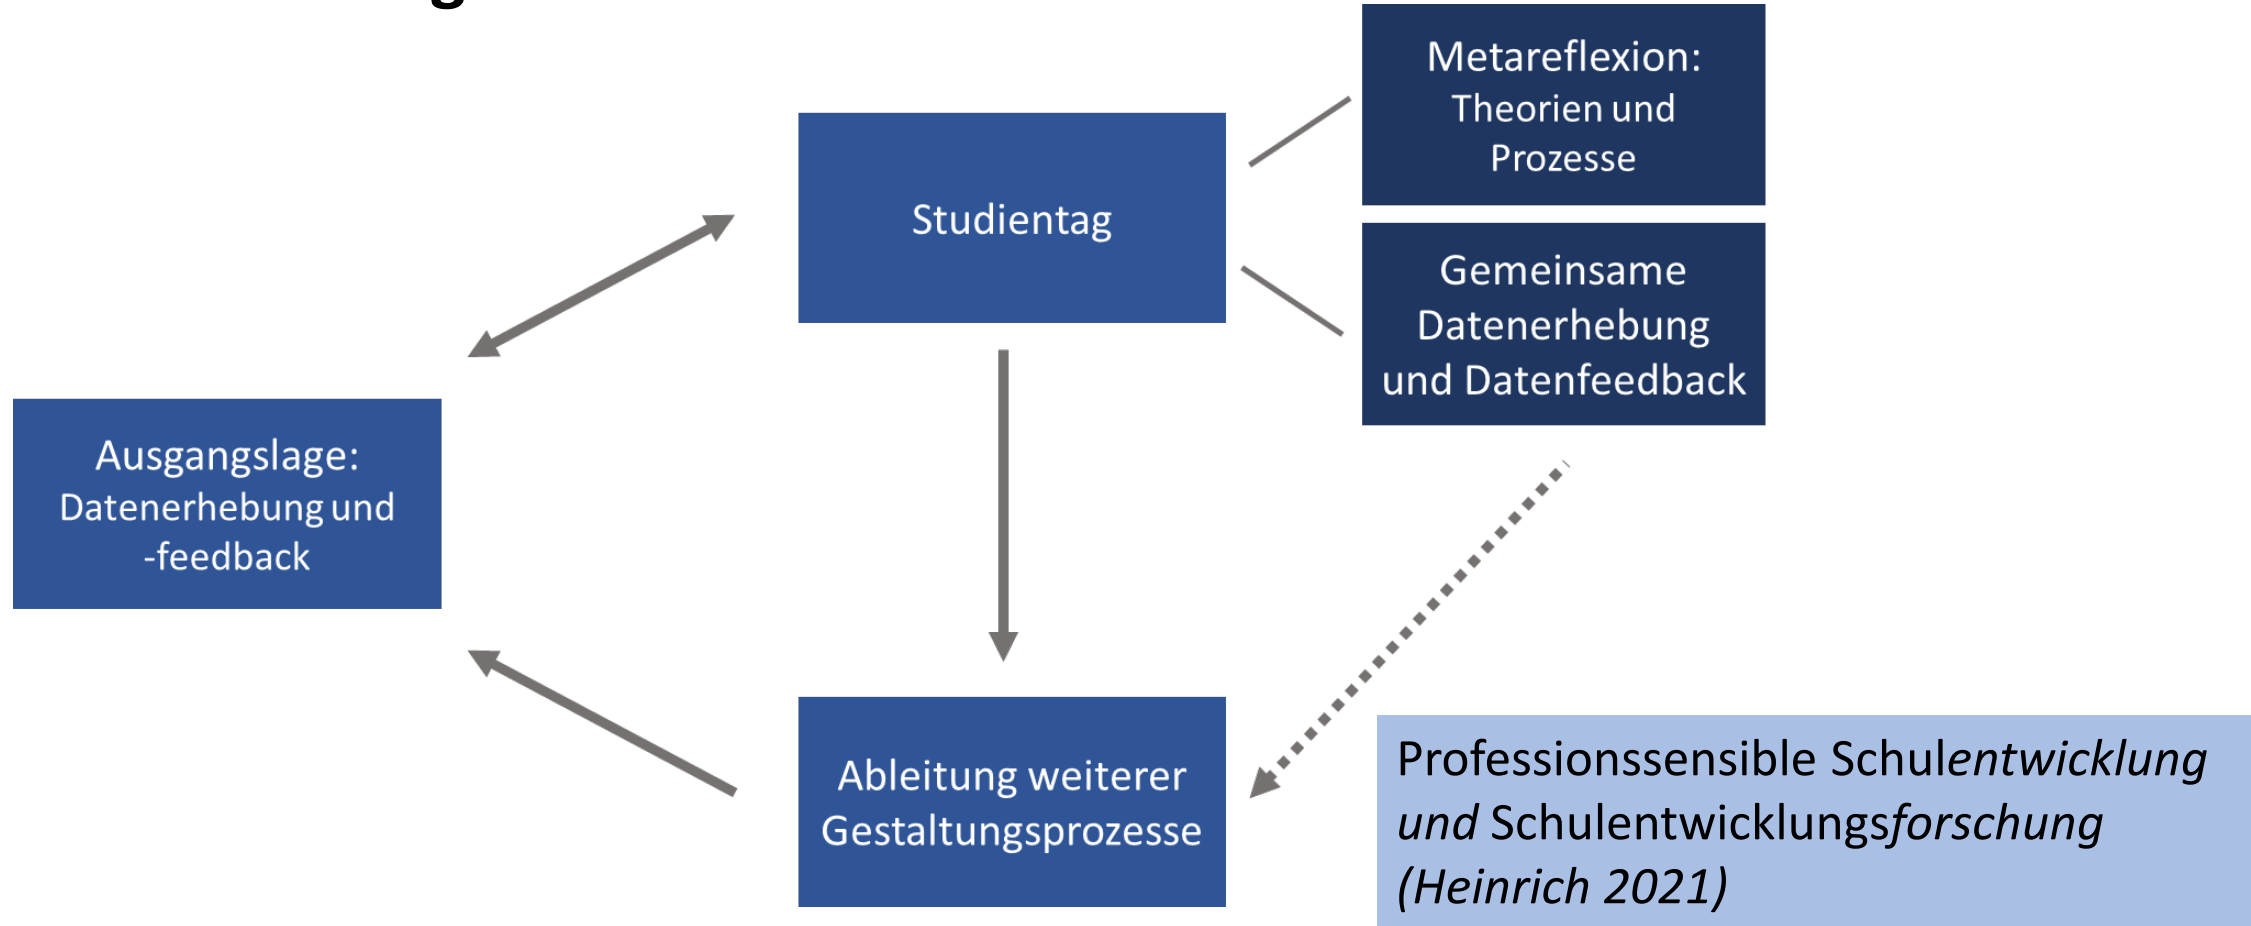 Metareflexion:
Theorien und
Prozesse
Studientag
Gemeinsame
Datenerhebung
und Datenfeedback
Ausgangslage:
Datenerhebung und
-feedback
Ableitung weiterer
Gestaltungsprozesse
Professionssensible Schulentwicklung
und Schulentwicklungsforschung
(Heinrich 2021)